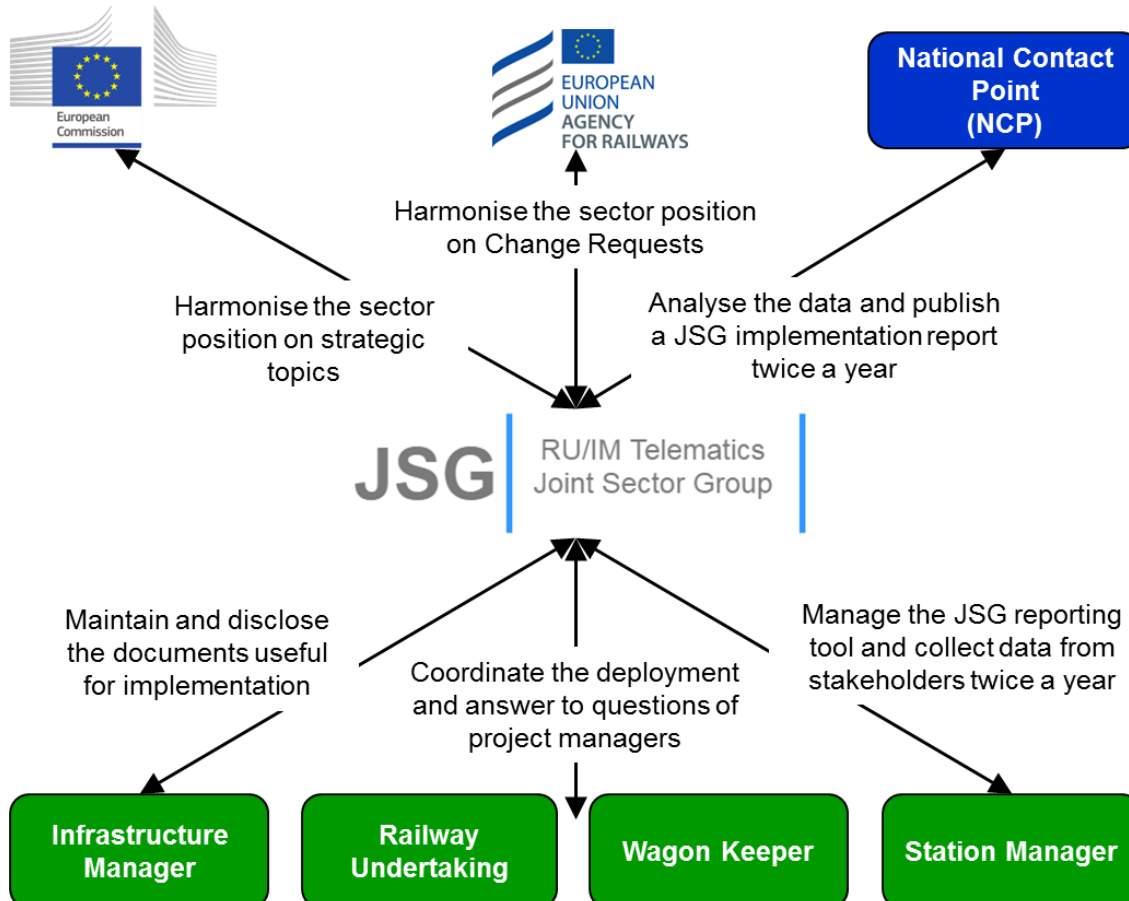 European
Commission
EUROPEAN
UNION
AGENCY
FOR RAILWAYS
National Contact
Point
(NCP)
Harmonise the sector position
on Change Requests
Harmonise the sector
position on strategic
topics
Analyse the data and publish
a JSG implementation report
twice a year
JSG
RU/IM Telematics
Joint Sector Group
Maintain and disclose
the documents useful
for implementation
Coordinate the deployment
and answer to questions of
project managers
Manage the JSG reporting
tool and collect data from
stakeholders twice a year
Infrastructure
Manager
Railway
Undertaking
Wagon Keeper
Station Manager